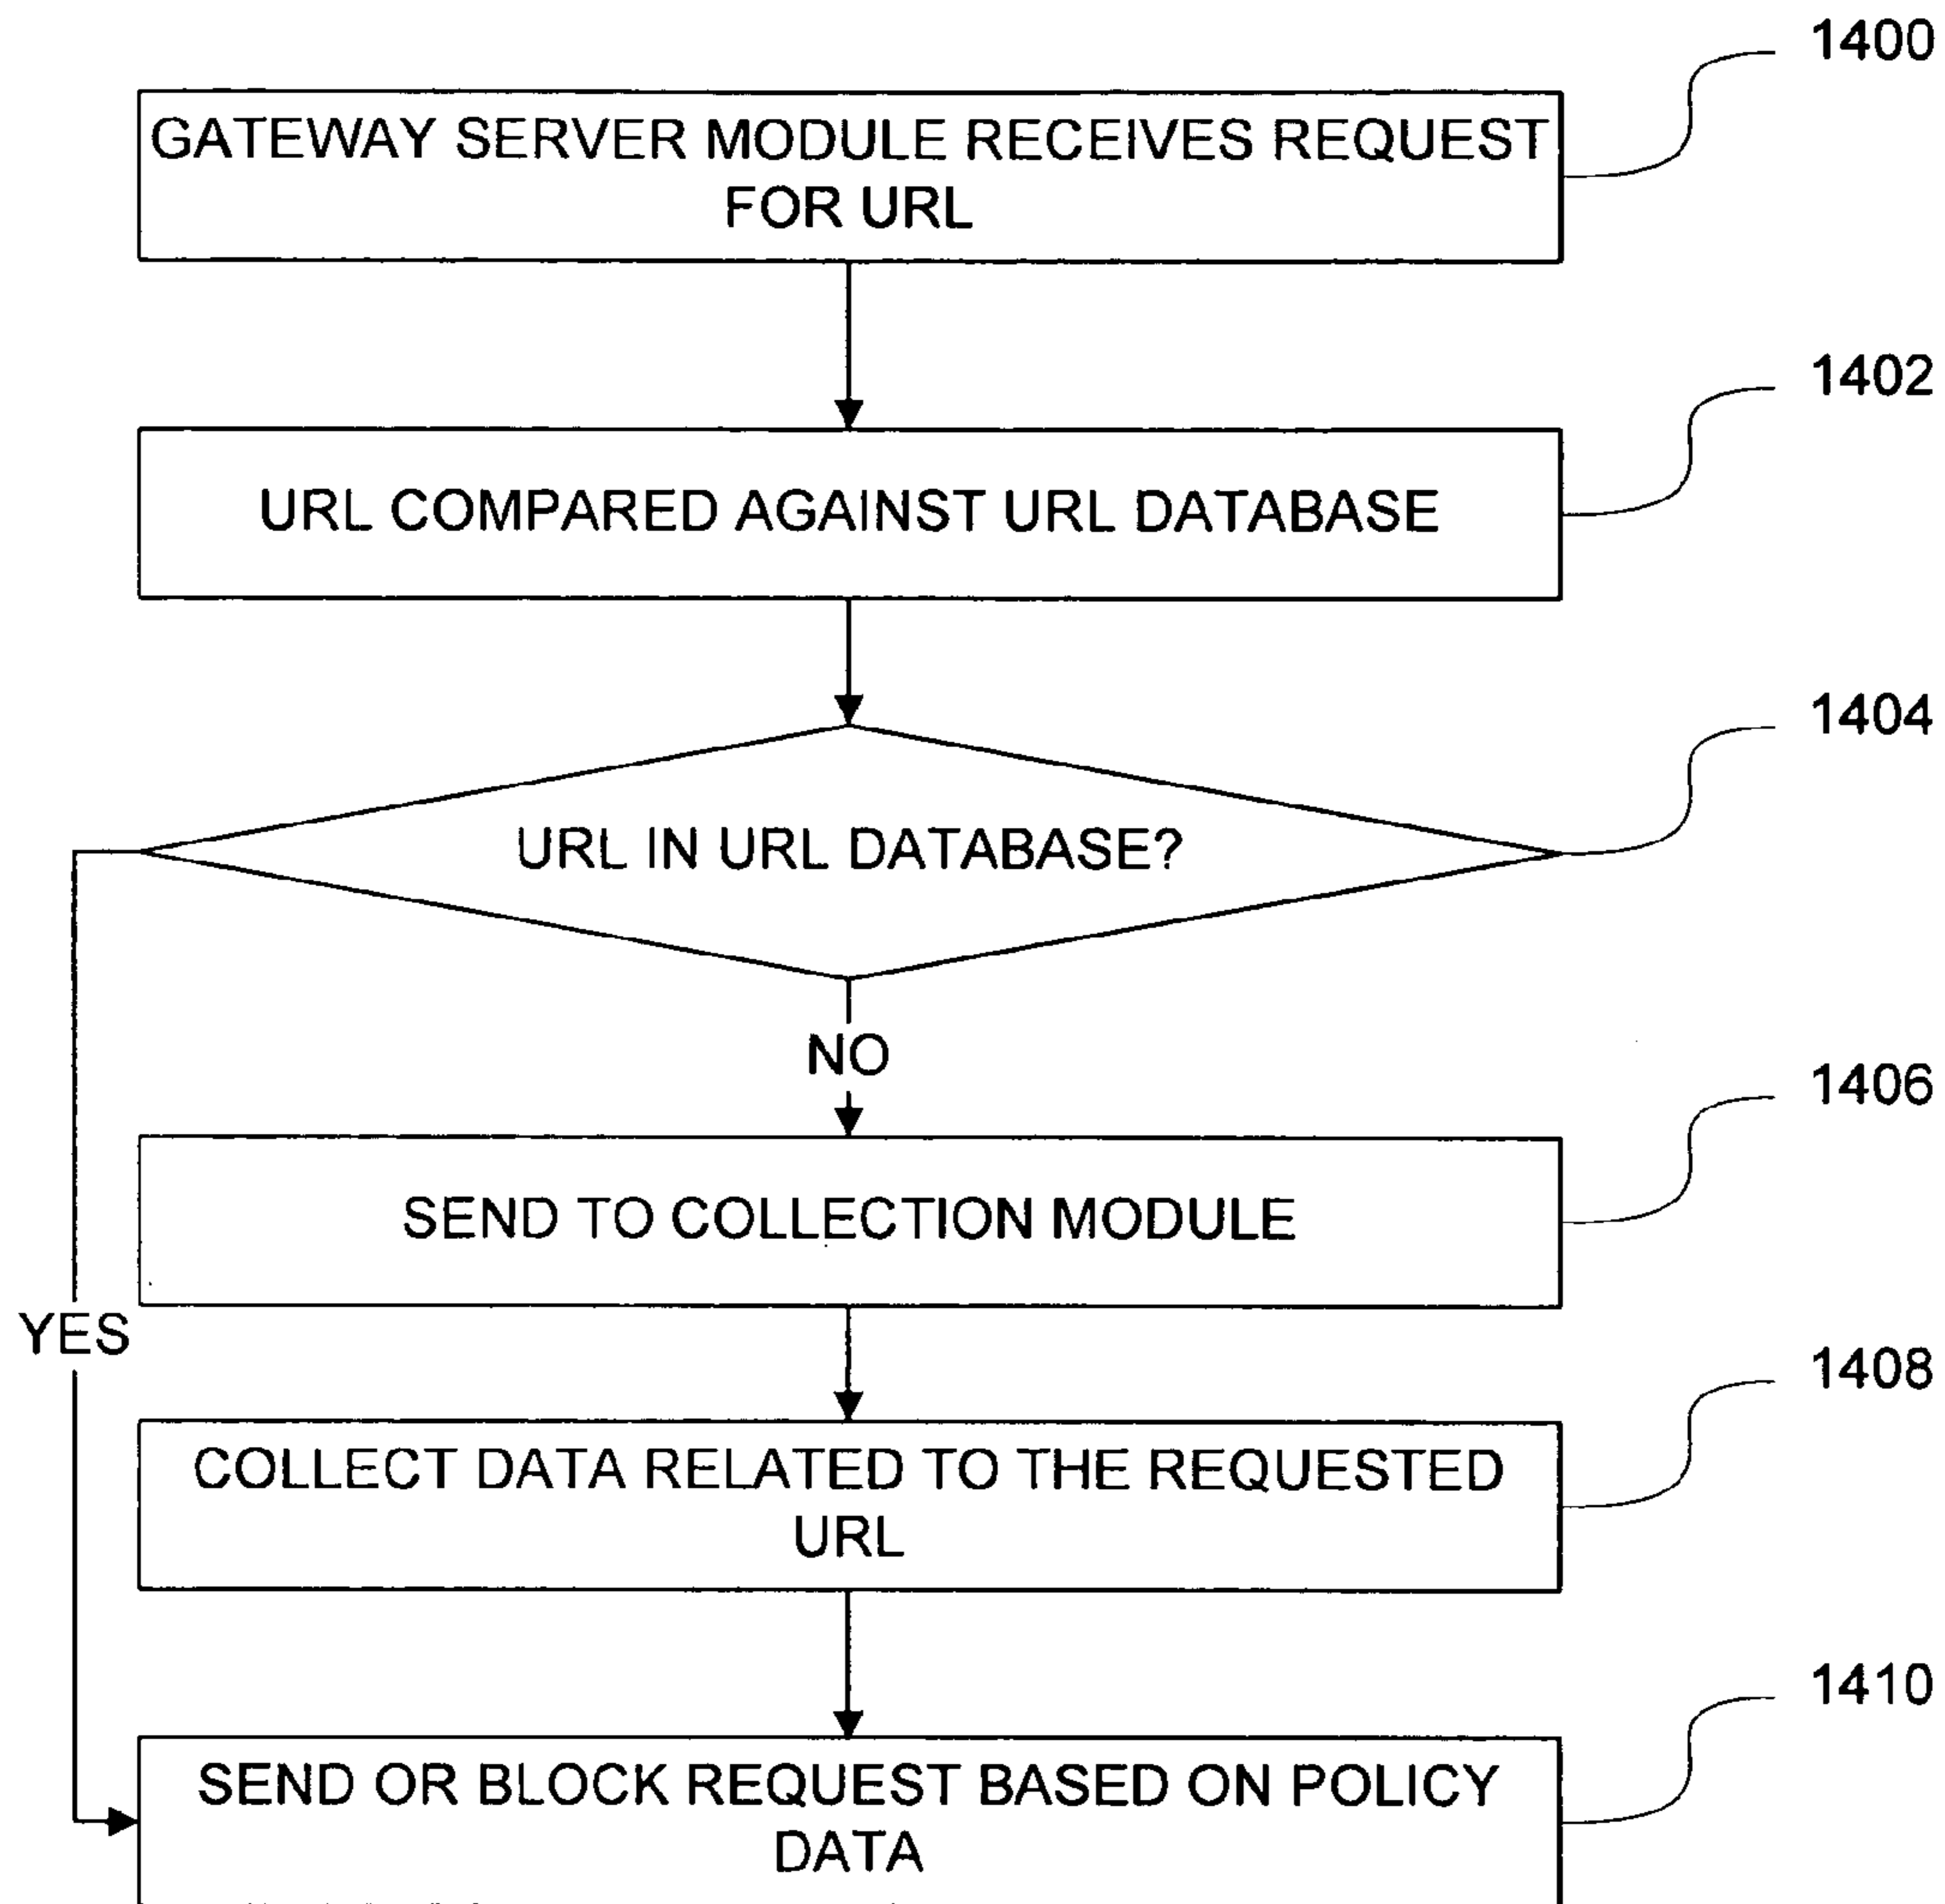 1400
GATEWAY SERVER MODULE RECEIVES REQUEST
FOR URL
1402
URL COMPARED AGAINST URL DATABASE
1404
URL IN URL DATABASE?
NO
1406
SEND TO COLLECTION MODULE
YES
1408
COLLECT DATA RELATED TO THE REQUESTED
URL
1410
SEND OR BLOCK REQUEST BASED ON POLICY
DATA